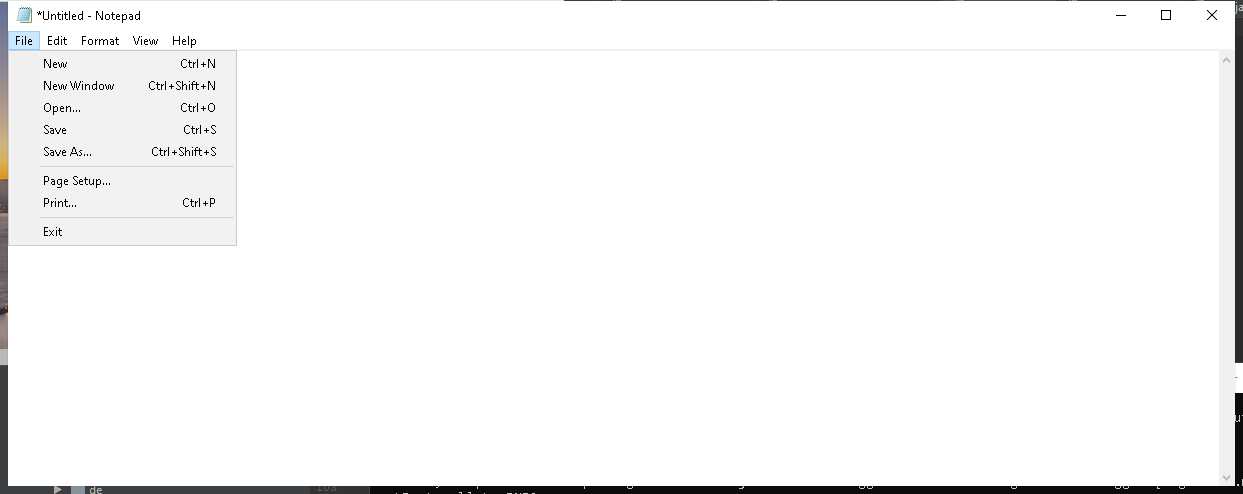 *Untitled - Notepad
File Edit Format View Help
New Ctrl+N
New Window Ctrl+Shift+N
Open... Ctrl+O
Save Ctrl+S
Save As... Ctrl+Shift+S
Page Setup...
Print... Ctrl+P
Exit
de